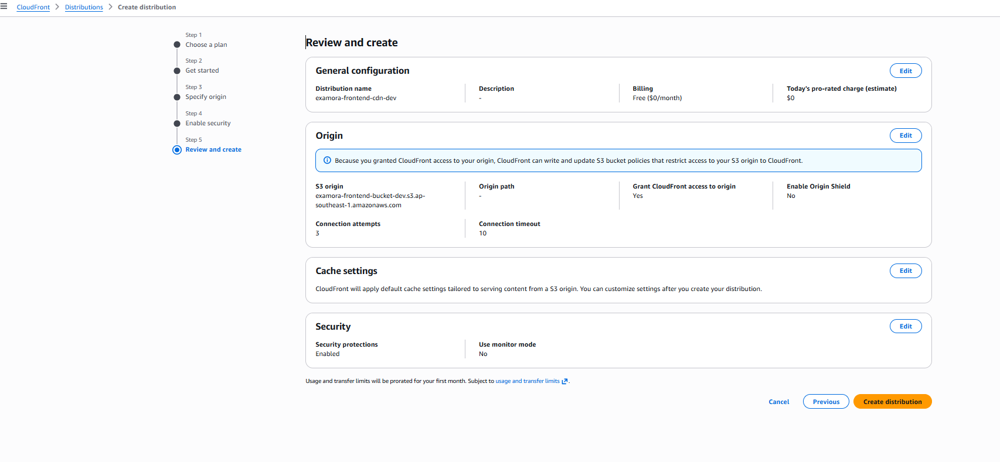 CloudFront > Distributions > Create distribution
Step 1
Choose a plan
Step 2
Get started
Step 3
Specify origin
Step 4
Enable security
Step 5
Review and create
Review and create
General configuration
Edit
Distribution name
examora-frontend-cdn-dev
Description
-
Billing
Free ($0/month)
Today's pro-rated charge (estimate)
$0
Origin
Edit
Because you granted CloudFront access to your origin, CloudFront can write and update S3 bucket policies that restrict access to your S3 origin to CloudFront.
S3 origin
examora-frontend-bucket-dev.s3.ap-
southeast-1.amazonaws.com
Origin path
-
Grant CloudFront access to origin
Yes
Enable Origin Shield
No
Connection attempts
3
Connection timeout
10
Cache settings
Edit
CloudFront will apply default cache settings tailored to serving content from a S3 origin. You can customize settings after you create your distribution.
Security
Edit
Security protections
Enabled
Use monitor mode
No
Usage and transfer limits will be prorated for your first month. Subject to usage and transfer limits.
Cancel
Previous
Create distribution